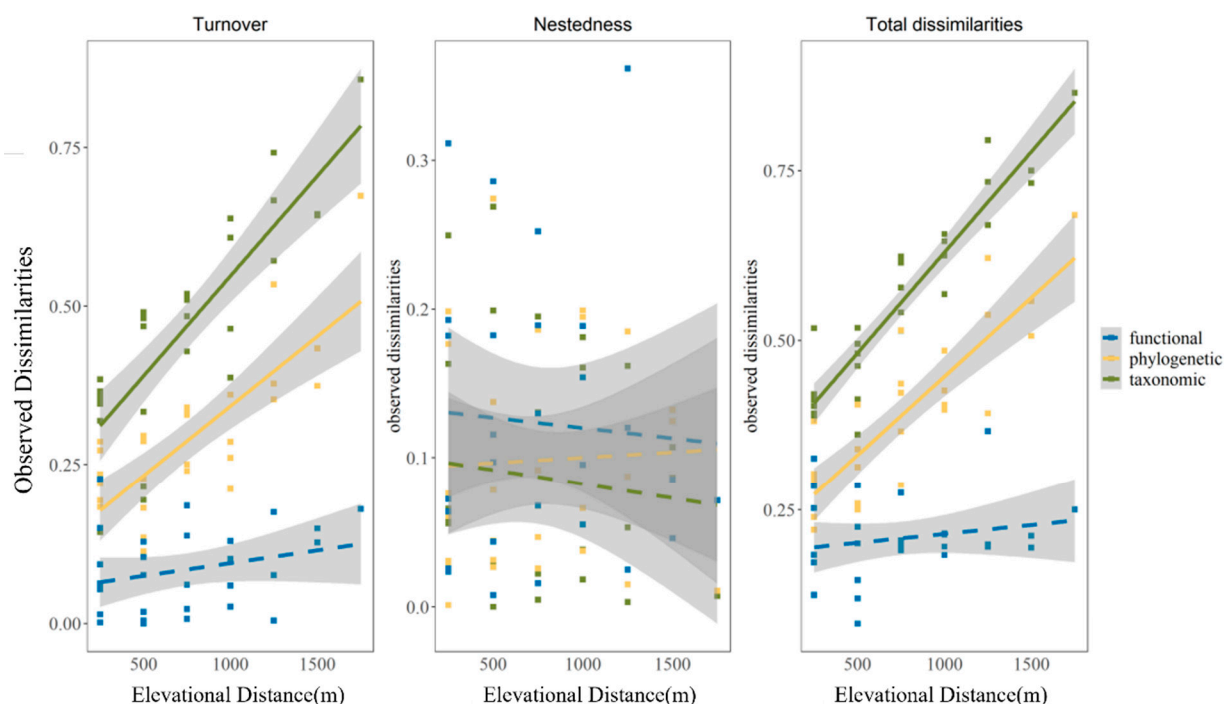 Turnover
Nestedness
Total dissimilarities
Observed Dissimilarities
0.75
0.50
0.25
0.00
500
1000
1500
Elevational Distance(m)
observed dissimilarities
0.3
0.2
0.1
0.0
500
1000
1500
Elevational Distance(m)
observed dissimilarities
0.75
0.50
0.25
500
1000
1500
Elevational Distance(m)
functional
phylogenetic
taxonomic